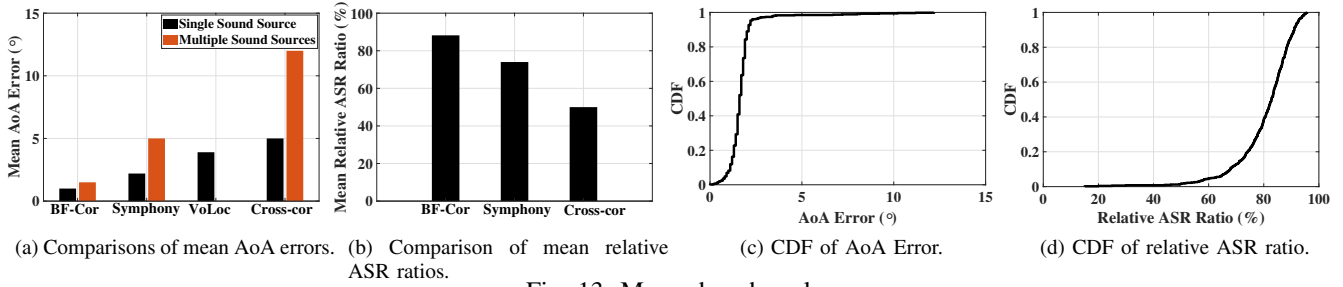 Mean AoA Error (°)
15
10
5
0
Single Sound Source
Multiple Sound Sources
BF-Cor Symphony VoLoc Cross-cor
(a) Comparisons of mean AoA errors.
Mean Relative ASR Ratio (%)
100
80
60
40
20
0
BF-Cor Symphony Cross-cor
(b) Comparison of mean relative
ASR ratios.
CDF
1
0.8
0.6
0.4
0.2
0
0 5 10 15
AoA Error (°)
(c) CDF of AoA Error.
CDF
1
0.8
0.6
0.4
0.2
0
0 20 40 60 80 100
Relative ASR Ratio (%)
(d) CDF of relative ASR ratio.